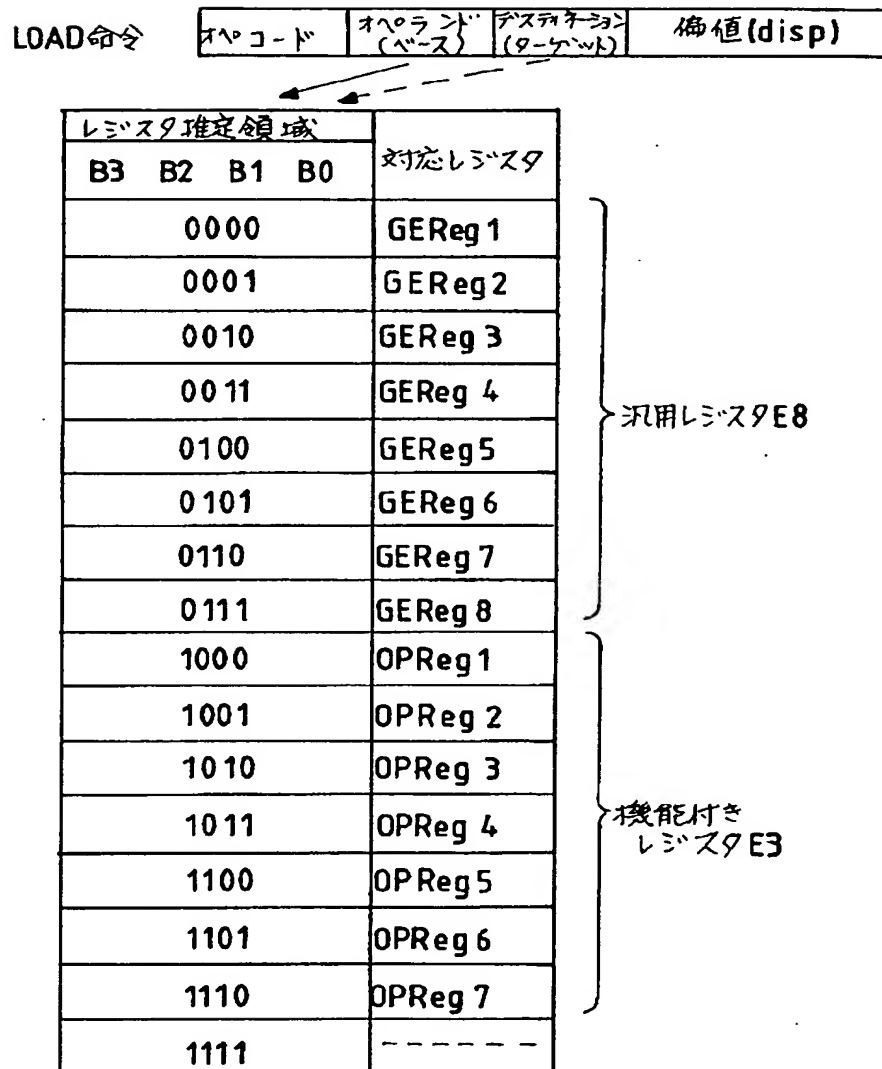 LOAD命令 オペコード オペランド(ベース) デスティネーション(ターゲット) 偏値(disp)
レジスタ推定領域 対応レジスタ
B3 B2 B1 B0
0000 GEReg1
0001 GEReg2
0010 GEReg3
0011 GEReg4
0100 GEReg5
0101 GEReg6
0110 GEReg7
0111 GEReg8
汎用レジスタE8
1000 OPReg1
1001 OPReg2
1010 OPReg3
1011 OPReg4
1100 OPReg5
1101 OPReg6
1110 OPReg7
機能付き
レジスタE3
1111 ------